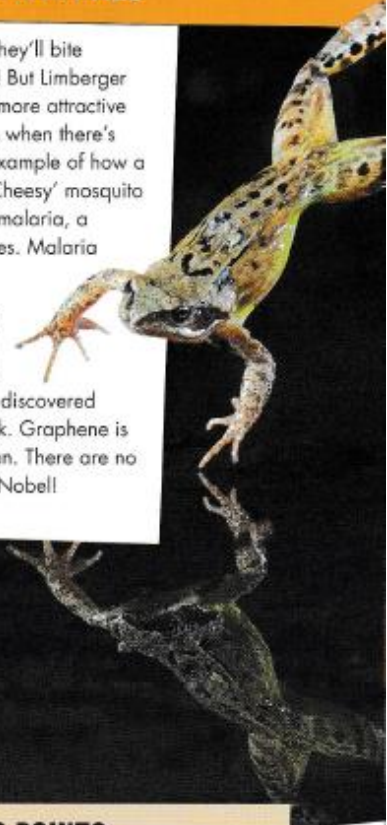 hey'll bite
But Limberger
more attractive
when there's
xample of how a
Cheesy' mosquito
malaria, a
es. Malaria
discovered
k. Graphene is
an. There are no
Nobel!